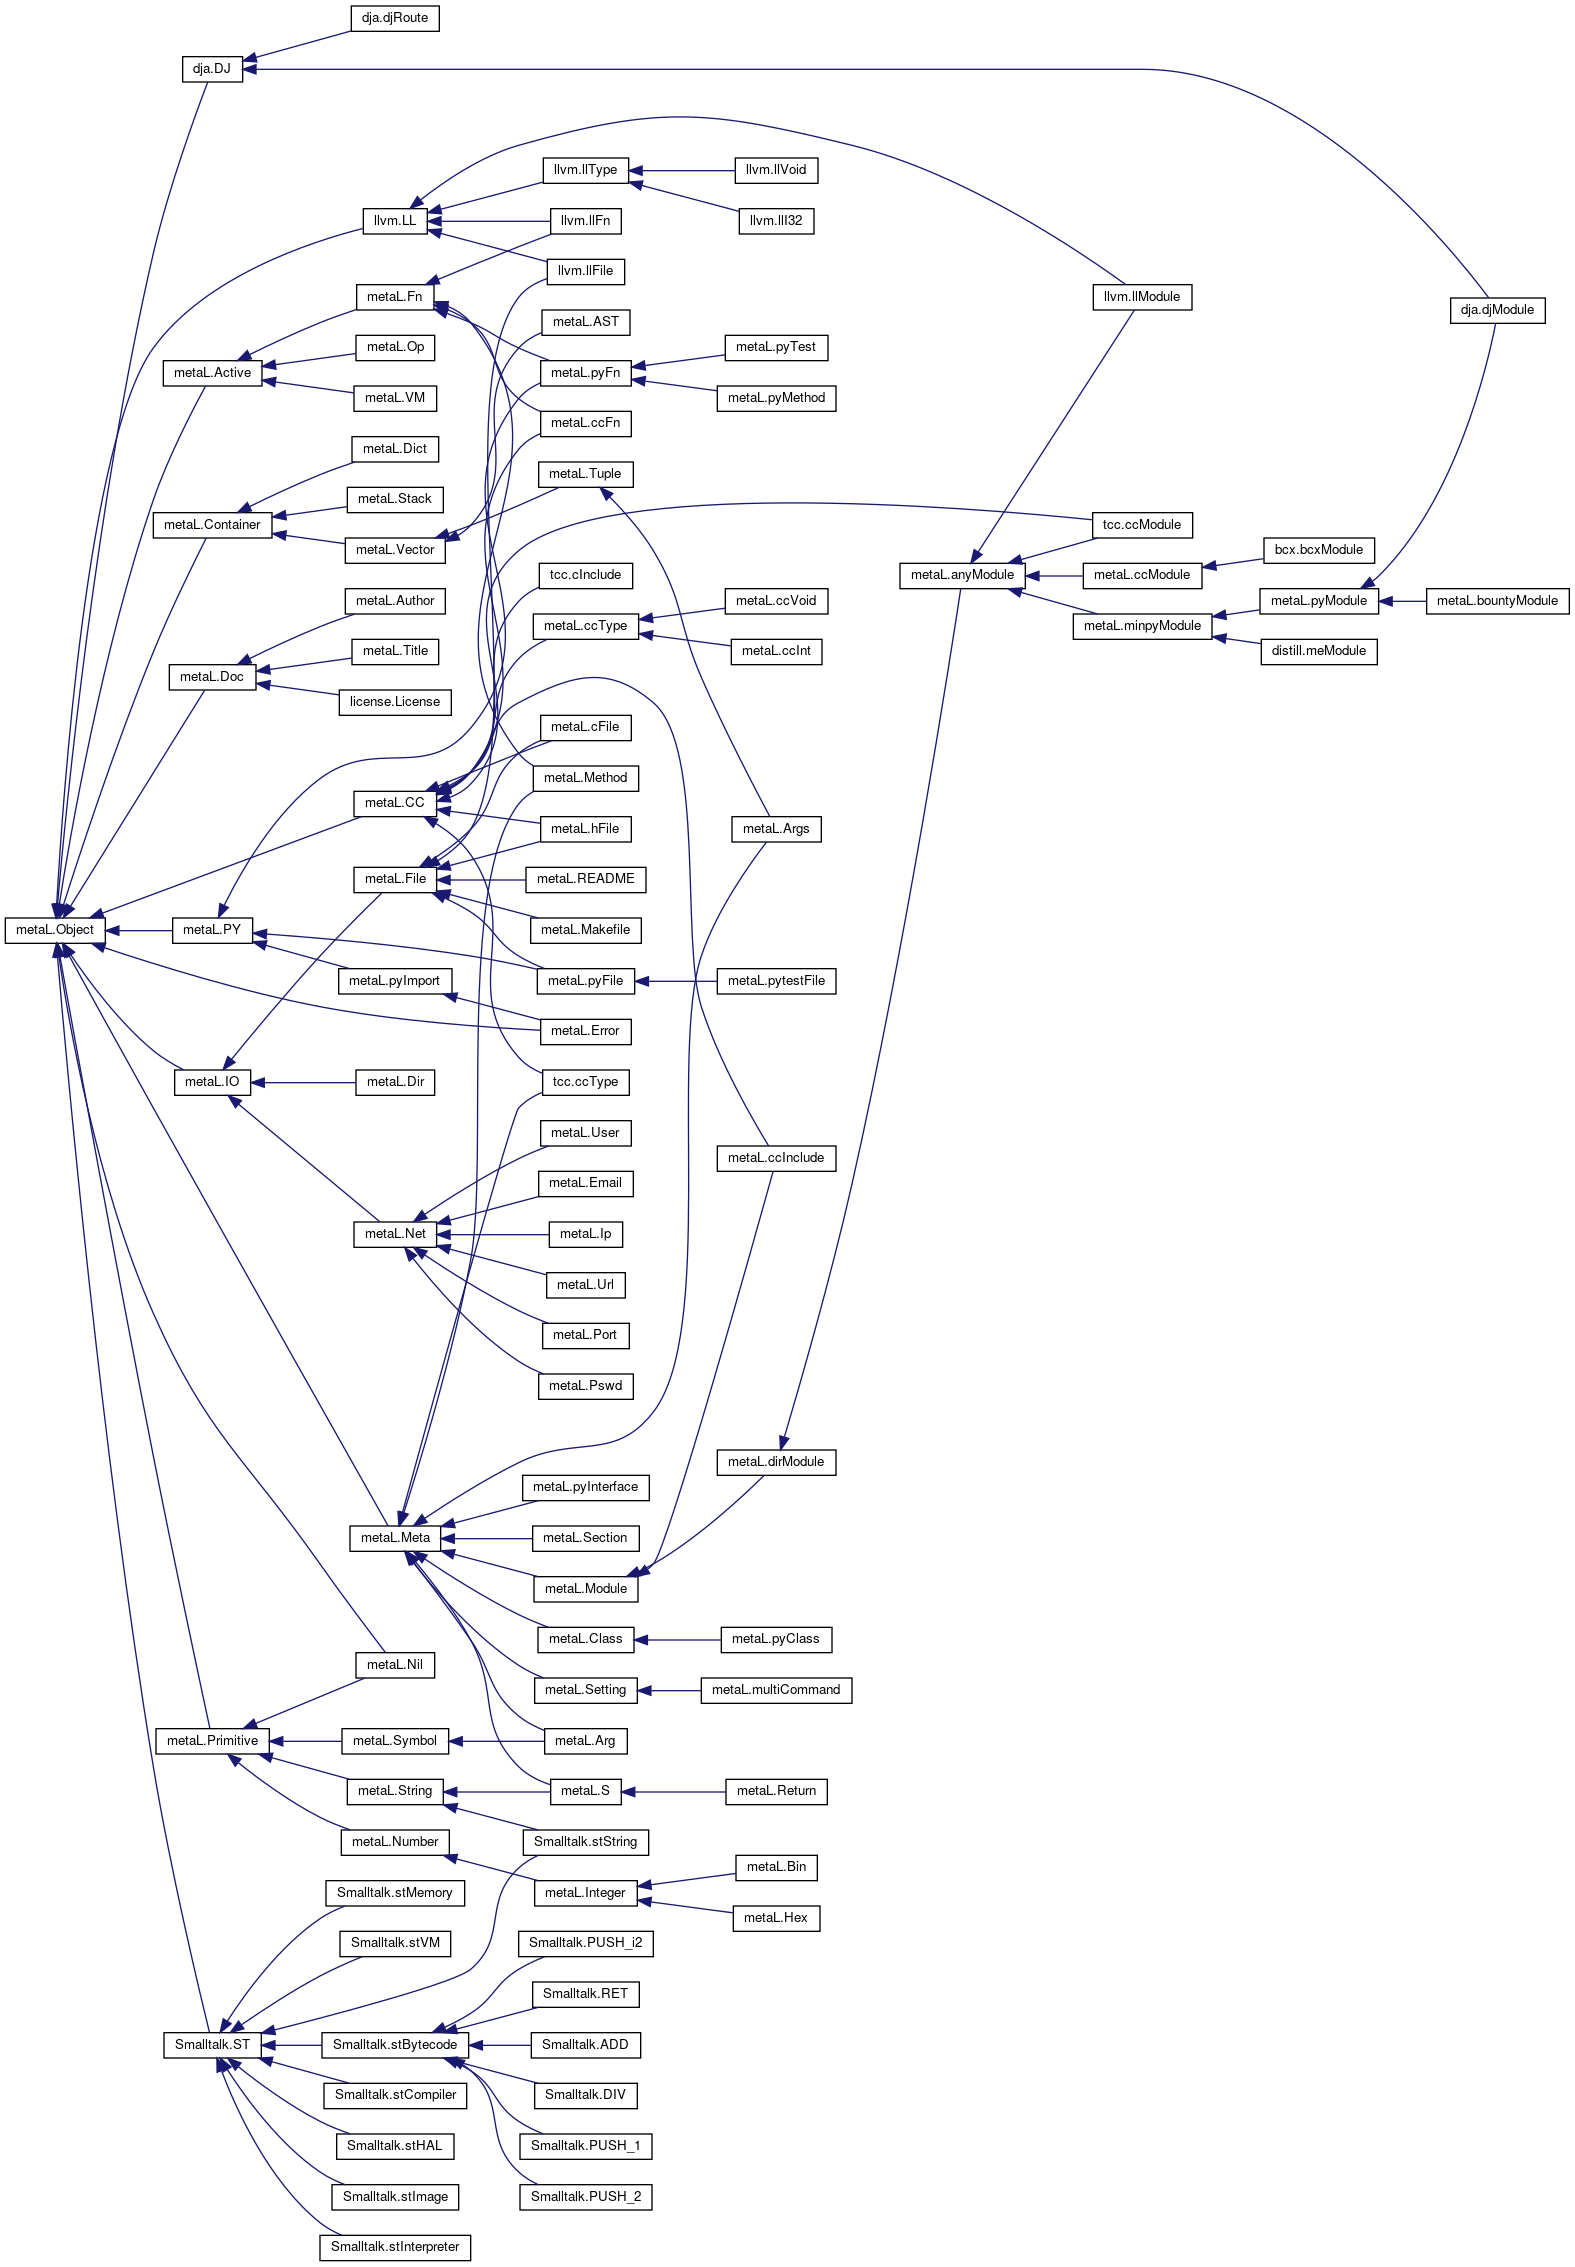 dja.djRoute
dja.DJ
llvm.llType
llvm.llVoid
llvm.LL
llvm.llFn
llvm.llI32
llvm.llFile
metaL.Fn
llvm.llModule
dja.djModule
metaL.AST
metaL.Op
metaL.pyTest
metaL.Active
metaL.pyFn
metaL.VM
metaL.pyMethod
metaL.ccFn
metaL.Dict
metaL.Tuple
metaL.Stack
metaL.Container
tcc.ccModule
metaL.Vector
bcx.bcxModule
tcc.cInclude
metaL.anyModule
metaL.ccModule
metaL.Author
metaL.ccVoid
metaL.pyModule
metaL.bountyModule
metaL.ccType
metaL.minpyModule
metaL.Title
metaL.ccInt
distill.meModule
metaL.Doc
license.License
metaL.cFile
metaL.Method
metaL.CC
metaL.hFile
metaL.Args
metaL.File
metaL.README
metaL.Object
metaL.PY
metaL.Makefile
metaL.pyImport
metaL.pyFile
metaL.pytestFile
metaL.Error
metaL.IO
metaL.Dir
tcc.ccType
metaL.User
metaL.ccInclude
metaL.Email
metaL.Net
metaL.Ip
metaL.Url
metaL.Port
metaL.Pswd
metaL.dirModule
metaL.pyInterface
metaL.Meta
metaL.Section
metaL.Module
metaL.Class
metaL.pyClass
metaL.Nil
metaL.Setting
metaL.multiCommand
metaL.Primitive
metaL.Symbol
metaL.Arg
metaL.String
metaL.S
metaL.Return
metaL.Number
Smalltalk.stString
metaL.Bin
metaL.Integer
Smalltalk.stMemory
metaL.Hex
Smalltalk.stVM
Smalltalk.PUSH_i2
Smalltalk.RET
Smalltalk.ST
Smalltalk.stBytecode
Smalltalk.ADD
Smalltalk.stCompiler
Smalltalk.DIV
Smalltalk.stHAL
Smalltalk.PUSH_1
Smalltalk.stImage
Smalltalk.PUSH_2
Smalltalk.stInterpreter